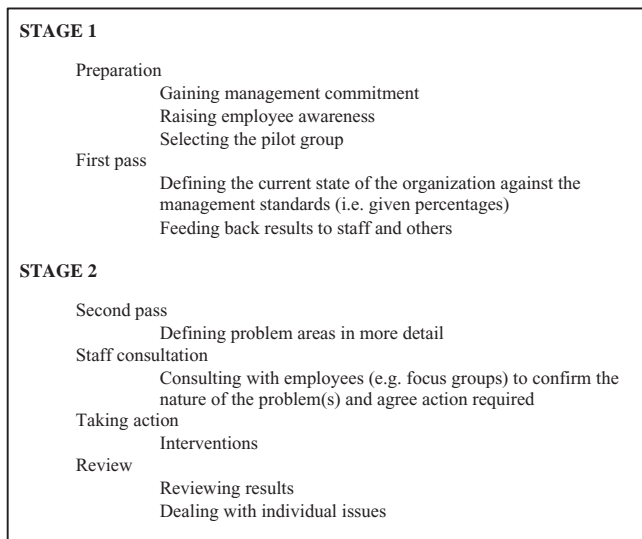 STAGE 1
Preparation
Gaining management commitment
Raising employee awareness
Selecting the pilot group
First pass
Defining the current state of the organization against the
management standards (i.e. given percentages)
Feeding back results to staff and others
STAGE 2
Second pass
Defining problem areas in more detail
Staff consultation
Consulting with employees (e.g. focus groups) to confirm the
nature of the problem(s) and agree action required
Taking action
Interventions
Review
Reviewing results
Dealing with individual issues